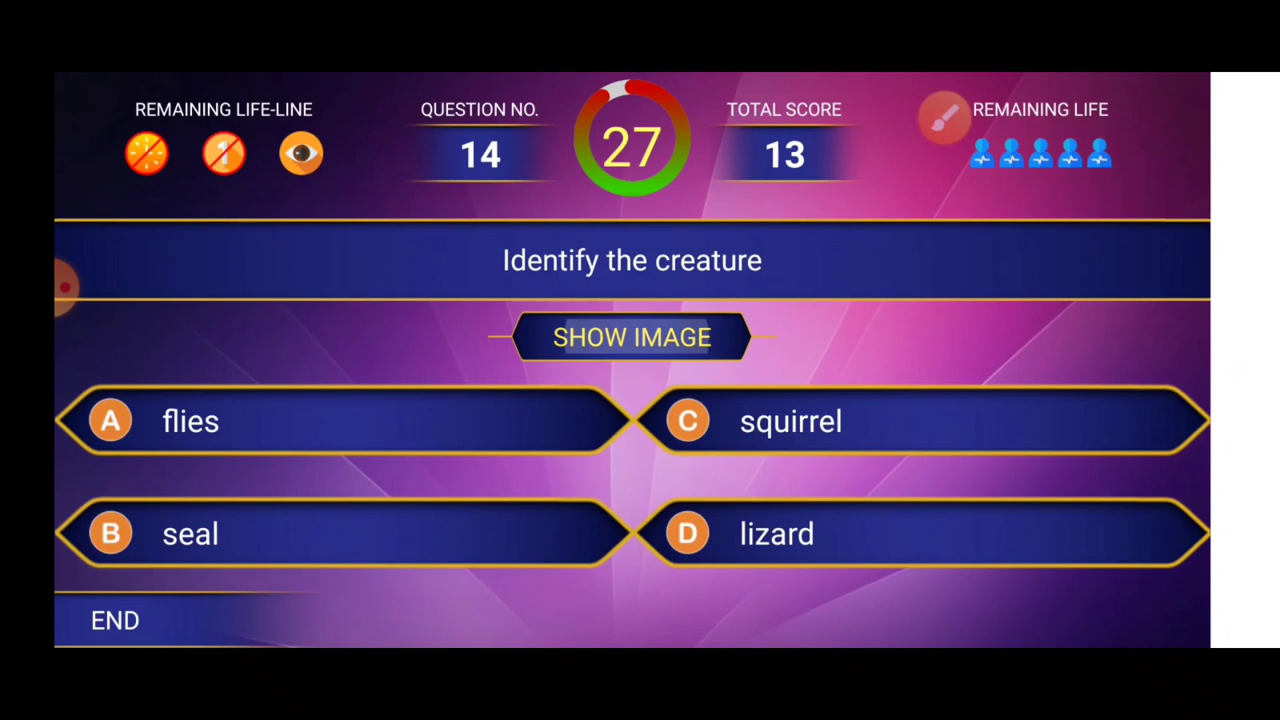 REMAINING LIFE-LINE
QUESTION NO.
14
27
TOTAL SCORE
13
REMAINING LIFE
Identify the creature
SHOW IMAGE
A flies
C squirrel
B seal
D lizard
END